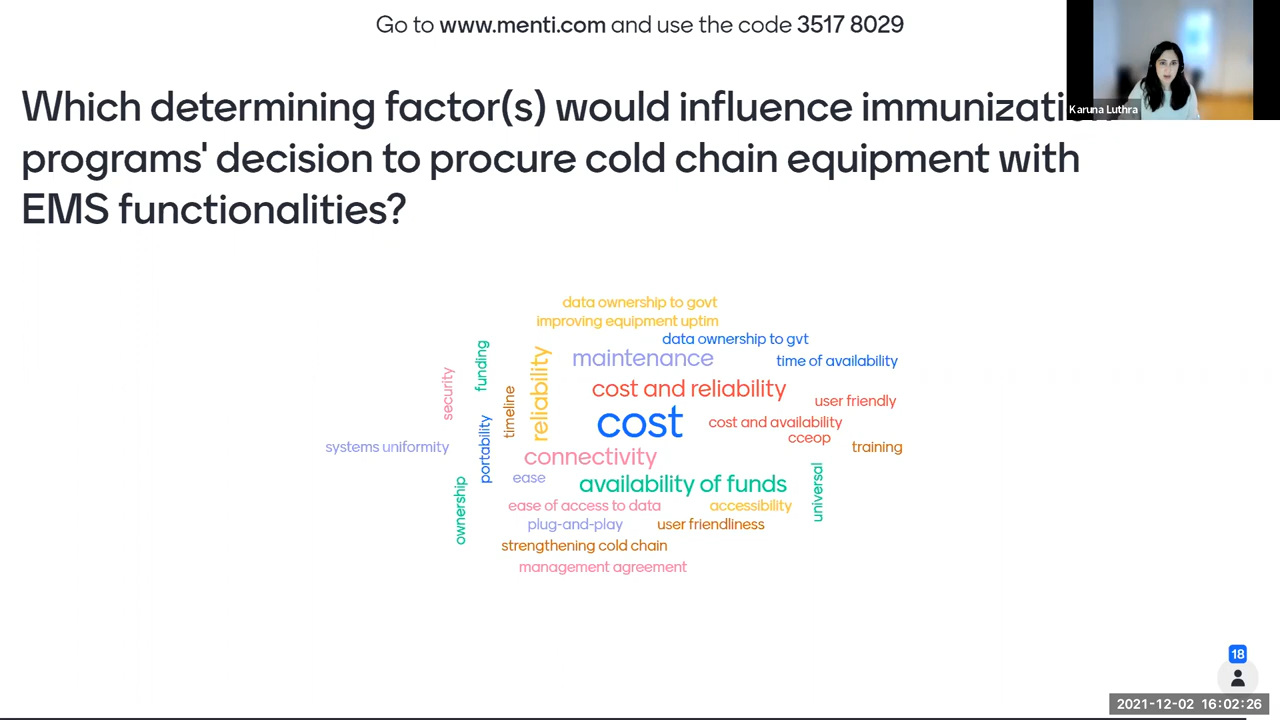 Go to www.menti.com and use the code 3517 8029
Karuna Luthra
Which determining factor(s) would influence
programs' decision to procure cold chain equipment with
EMS functionalities?
data ownership to govt
improving equipment uptim
data ownership to gvt
maintenance
time of availability
funding
reliability
security
timeline
cost and reliability
user friendly
cost
cost and availability
cceop
portability
systems uniformity
training
connectivity
ease
availability of funds
universal
ownership
ease of access to data
accessibility
plug-and-play
user friendliness
strengthening cold chain
management agreement
18
2021-12-02 16:02:26